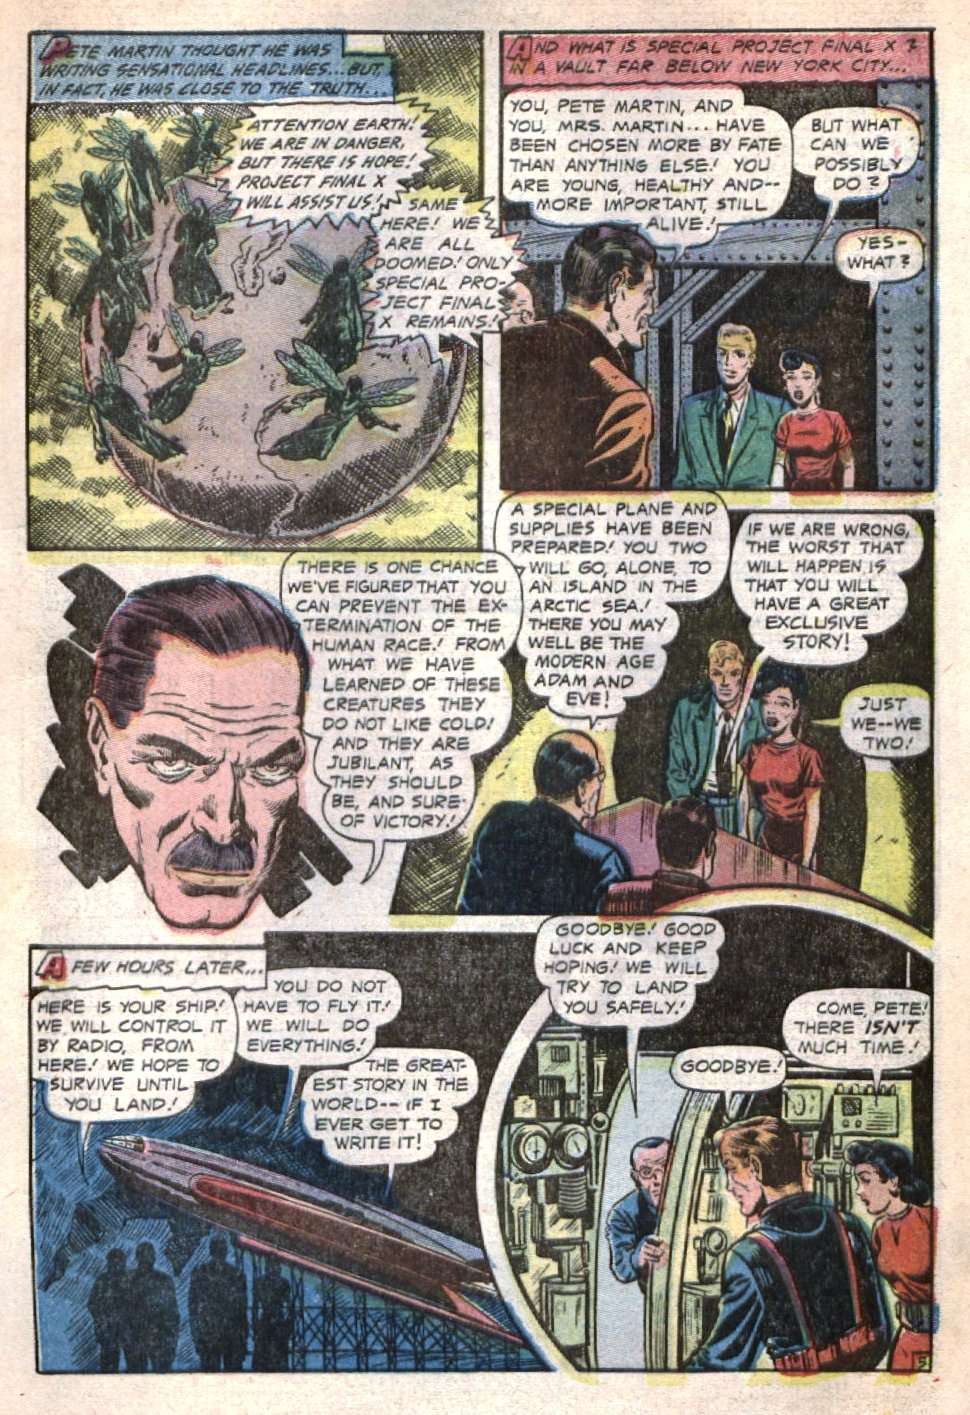 PETE MARTIN THOUGHT HE WAS
WRITING SENSATIONAL HEADLINES...BUT,
IN FACT, HE WAS CLOSE TO THE TRUTH...
ATTENTION EARTH!
WE ARE IN DANGER,
BUT THERE IS HOPE!
PROJECT FINAL X
WILL ASSIST US!
SAME
HERE! WE
ARE ALL
DOOMED! ONLY
SPECIAL PRO-
JECT FINAL
X REMAINS!
AND WHAT IS SPECIAL PROJECT FINAL X?
IN A VAULT FAR BELOW NEW YORK CITY...
YOU, PETE MARTIN, AND
YOU, MRS. MARTIN... HAVE
BEEN CHOSEN MORE BY FATE
THAN ANYTHING ELSE! YOU
ARE YOUNG, HEALTHY AND--
MORE IMPORTANT, STILL
ALIVE!
BUT WHAT
CAN WE
POSSIBLY
DO?
YES-
WHAT?
THERE IS ONE CHANCE
WE'VE FIGURED THAT YOU
CAN PREVENT THE EX-
TERMINATION OF THE
HUMAN RACE! FROM
WHAT WE HAVE
LEARNED OF THESE
CREATURES THEY
DO NOT LIKE COLD!
AND THEY ARE
JUBILANT, AS
THEY SHOULD
BE, AND SURE-
OF VICTORY!
A SPECIAL PLANE AND
SUPPLIES HAVE BEEN
PREPARED! YOU TWO
WILL GO, ALONE, TO
AN ISLAND IN THE
ARCTIC SEA!
THERE YOU MAY
WELL BE THE
MODERN AGE
ADAM AND
EVE!
IF WE ARE WRONG,
THE WORST THAT
WILL HAPPEN IS
THAT YOU WILL
HAVE A GREAT
EXCLUSIVE
STORY!
JUST
WE--WE
TWO!
A FEW HOURS LATER...
HERE IS YOUR SHIP!
WE WILL CONTROL IT
BY RADIO, FROM
HERE! WE HOPE TO
SURVIVE UNTIL
YOU LAND!
YOU DO NOT
HAVE TO FLY IT!
WE WILL DO
EVERYTHING!
THE GREAT-
EST STORY IN THE
WORLD-- IF I
EVER GET TO
WRITE IT!
GOODBYE! GOOD
LUCK AND KEEP
HOPING! WE WILL
TRY TO LAND
YOU SAFELY!
GOODBYE!
COME, PETE!
THERE ISN'T
MUCH TIME!
5